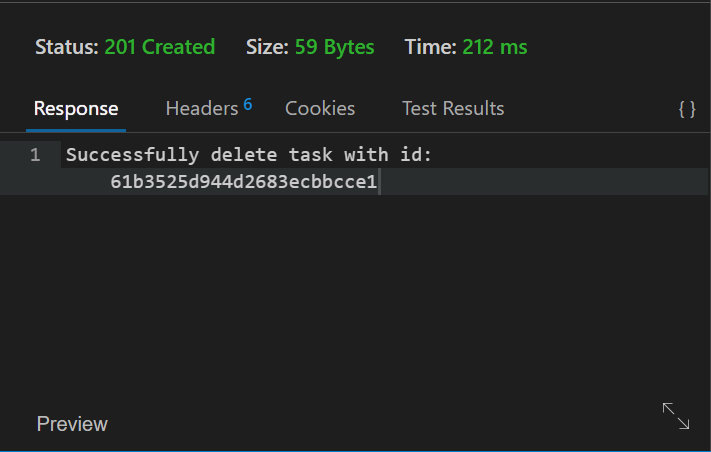 Status: 201 Created Size: 59 Bytes Time: 212 ms
Response Headers 6 Cookies Test Results { }
1 Successfully delete task with id:
61b3525d944d2683ecbbcce1
Preview